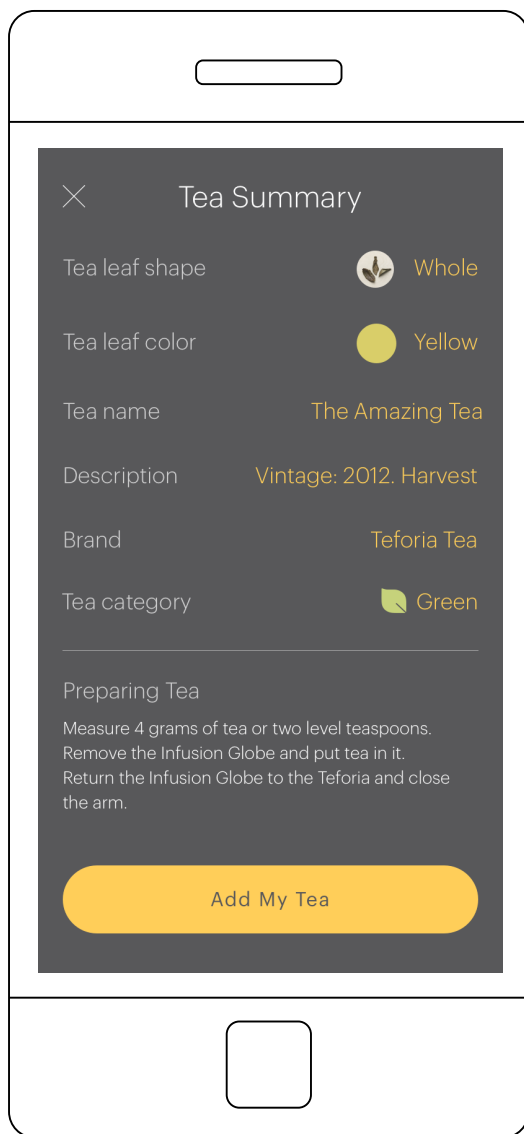 Tea Summary
Tea leaf shape Whole
Tea leaf color Yellow
Tea name The Amazing Tea
Description Vintage: 2012. Harvest
Brand Teforia Tea
Tea category Green
Preparing Tea
Measure 4 grams of tea or two level teaspoons.
Remove the Infusion Globe and put tea in it.
Return the Infusion Globe to the Teforia and close
the arm.
Add My Tea